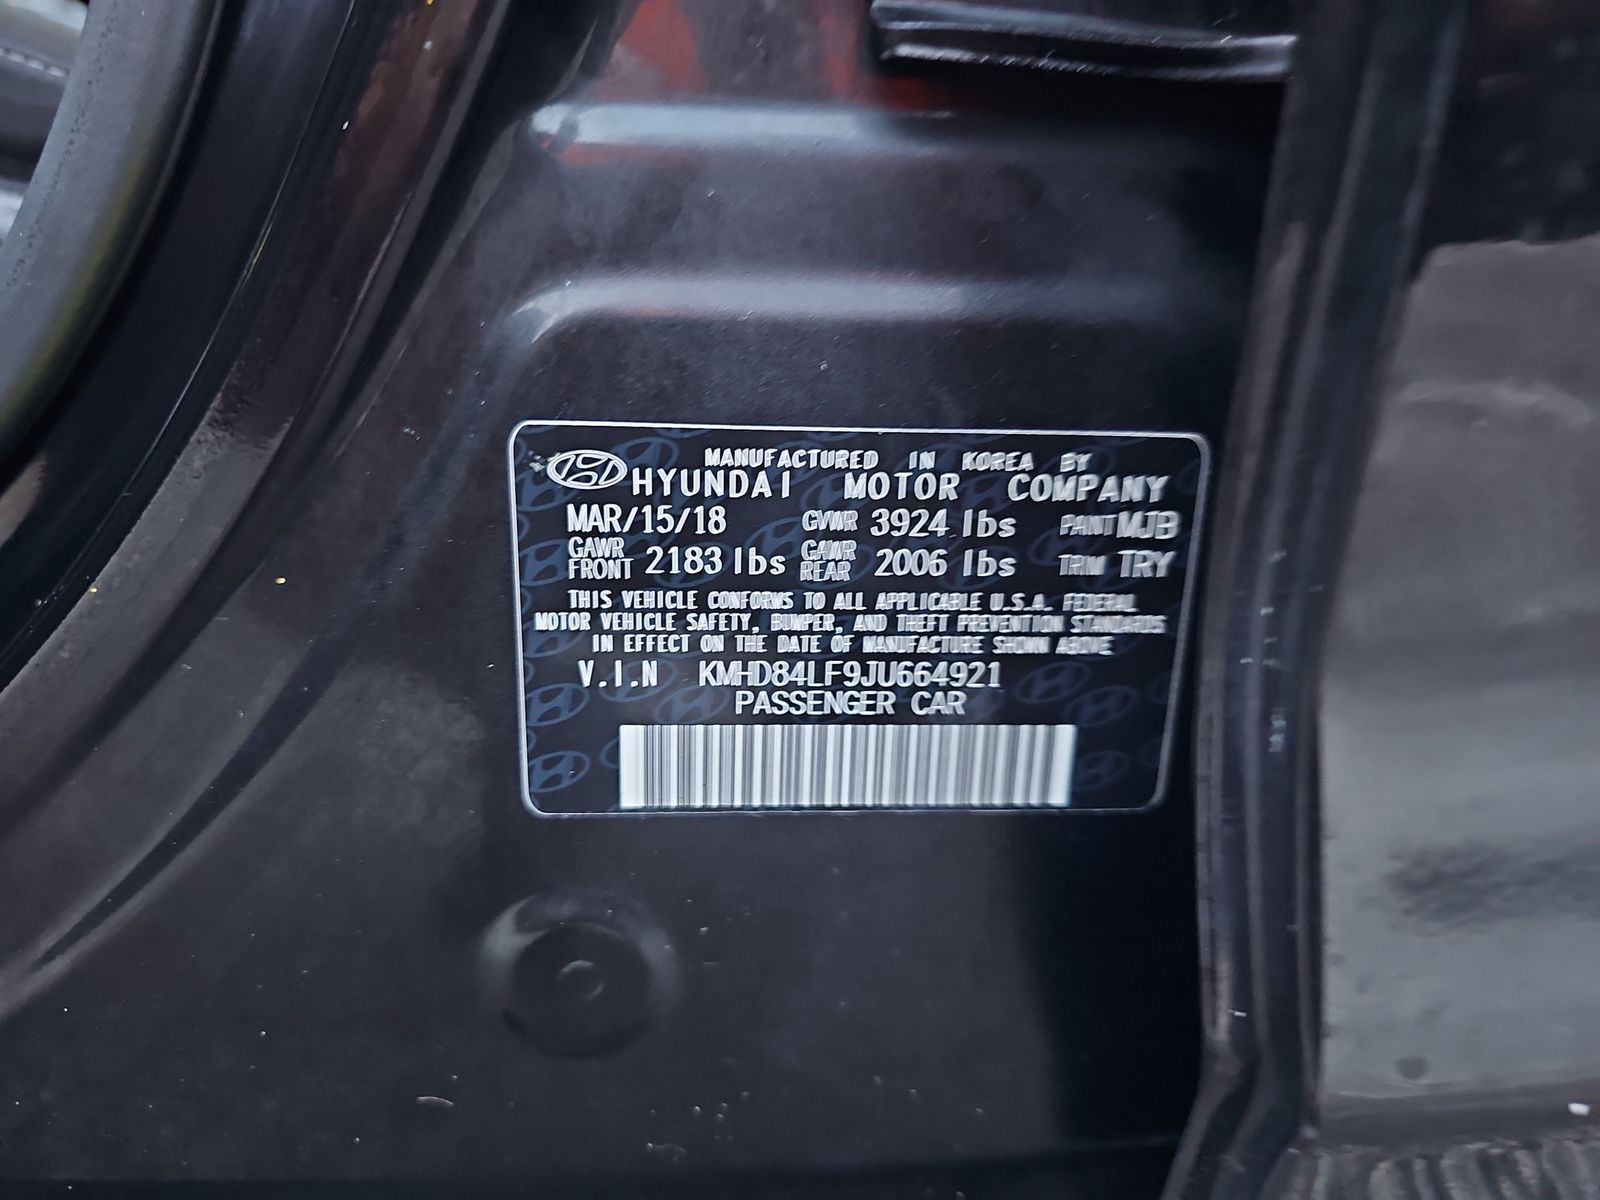 MANUFACTURED IN KOREA BY
HYUNDAI MOTOR COMPANY
MAR/15/18 GVWR 3924 lbs PAINT MJB
GAWR FRONT 2183 lbs GAWR REAR 2006 lbs TRIM TRY
THIS VEHICLE CONFORMS TO ALL APPLICABLE U.S.A. FEDERAL
MOTOR VEHICLE SAFETY, BUMPER, AND THEFT PREVENTION STANDARDS
IN EFFECT ON THE DATE OF MANUFACTURE SHOWN ABOVE
V.I.N KMHD84LF9JU664921
PASSENGER CAR